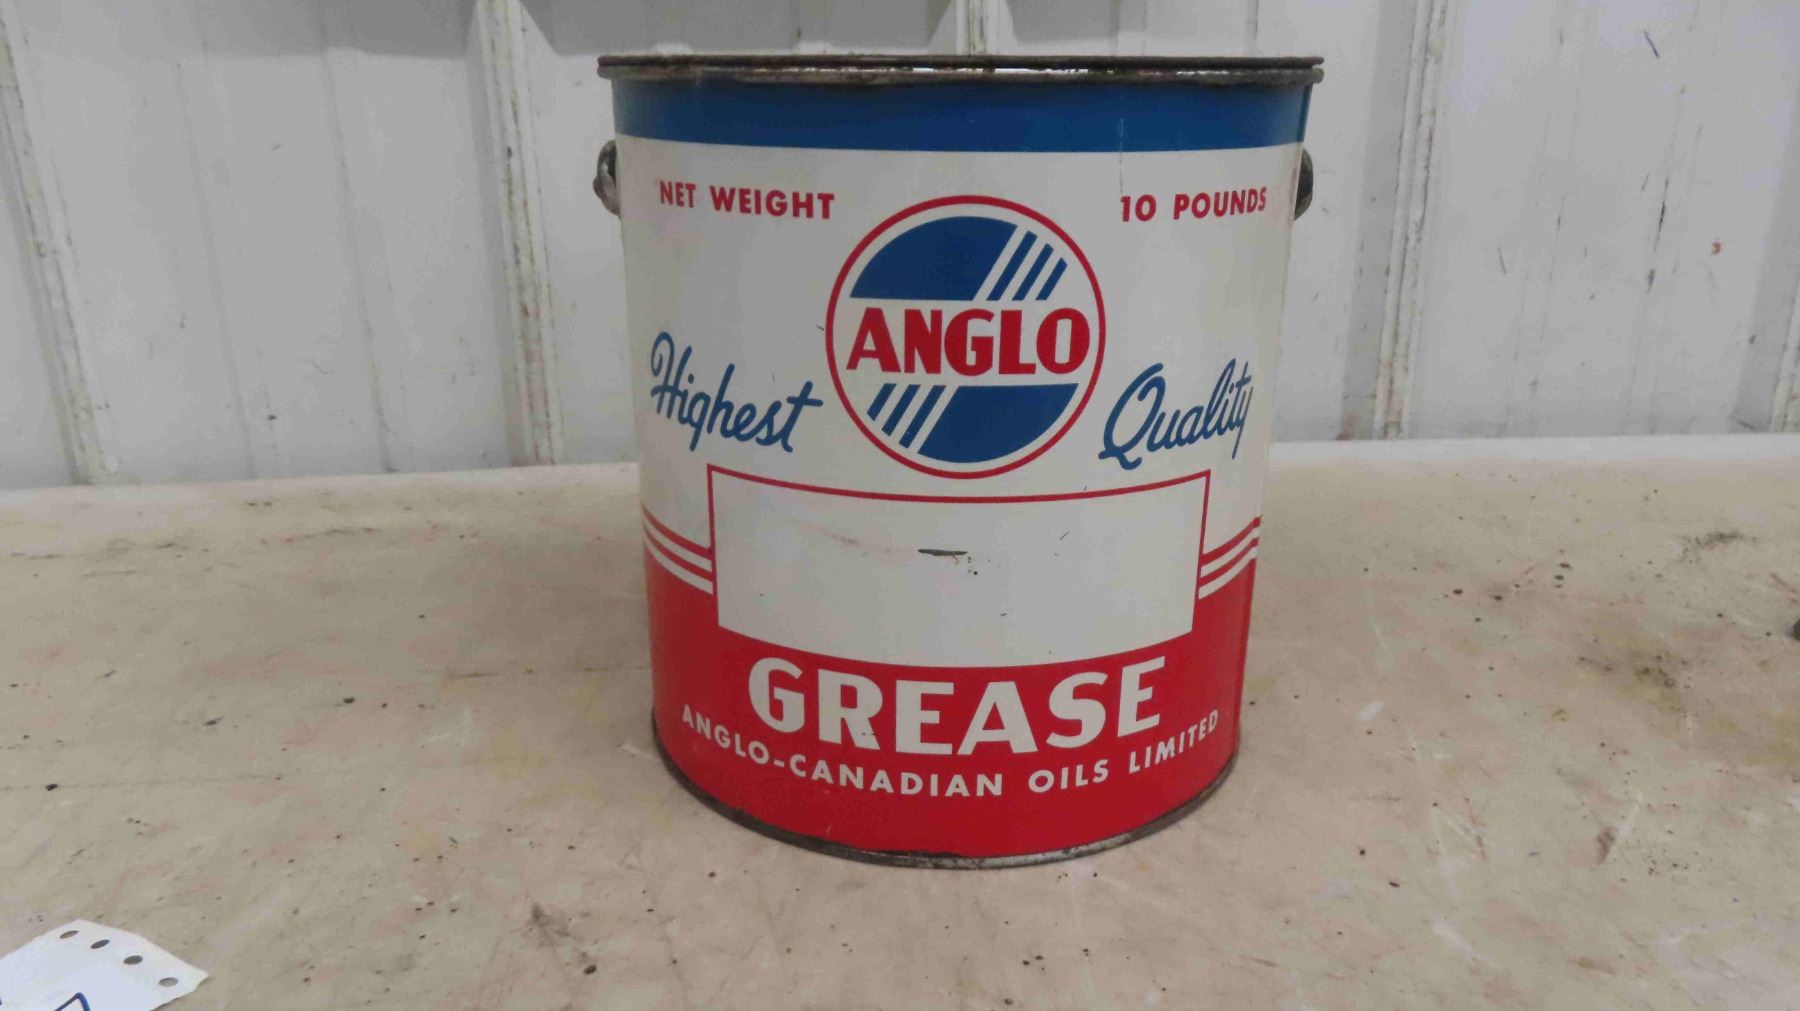 NET WEIGHT 10 POUNDS
ANGLO
Highest Quality
GREASE
ANGLO-CANADIAN OILS LIMITED